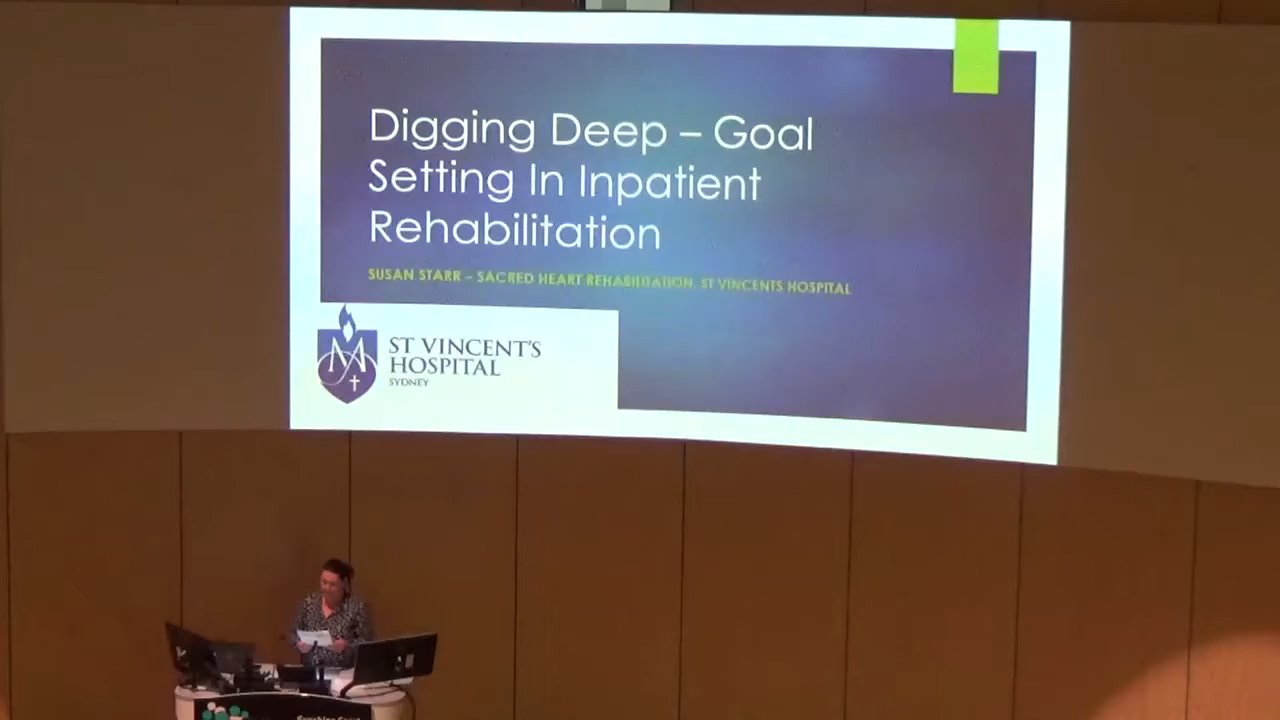 Digging Deep – Goal
Setting In Inpatient
Rehabilitation
SUSAN STARR – SACRED HEART REHABILITATION, ST VINCENTS HOSPITAL
ST VINCENT'S
HOSPITAL
SYDNEY